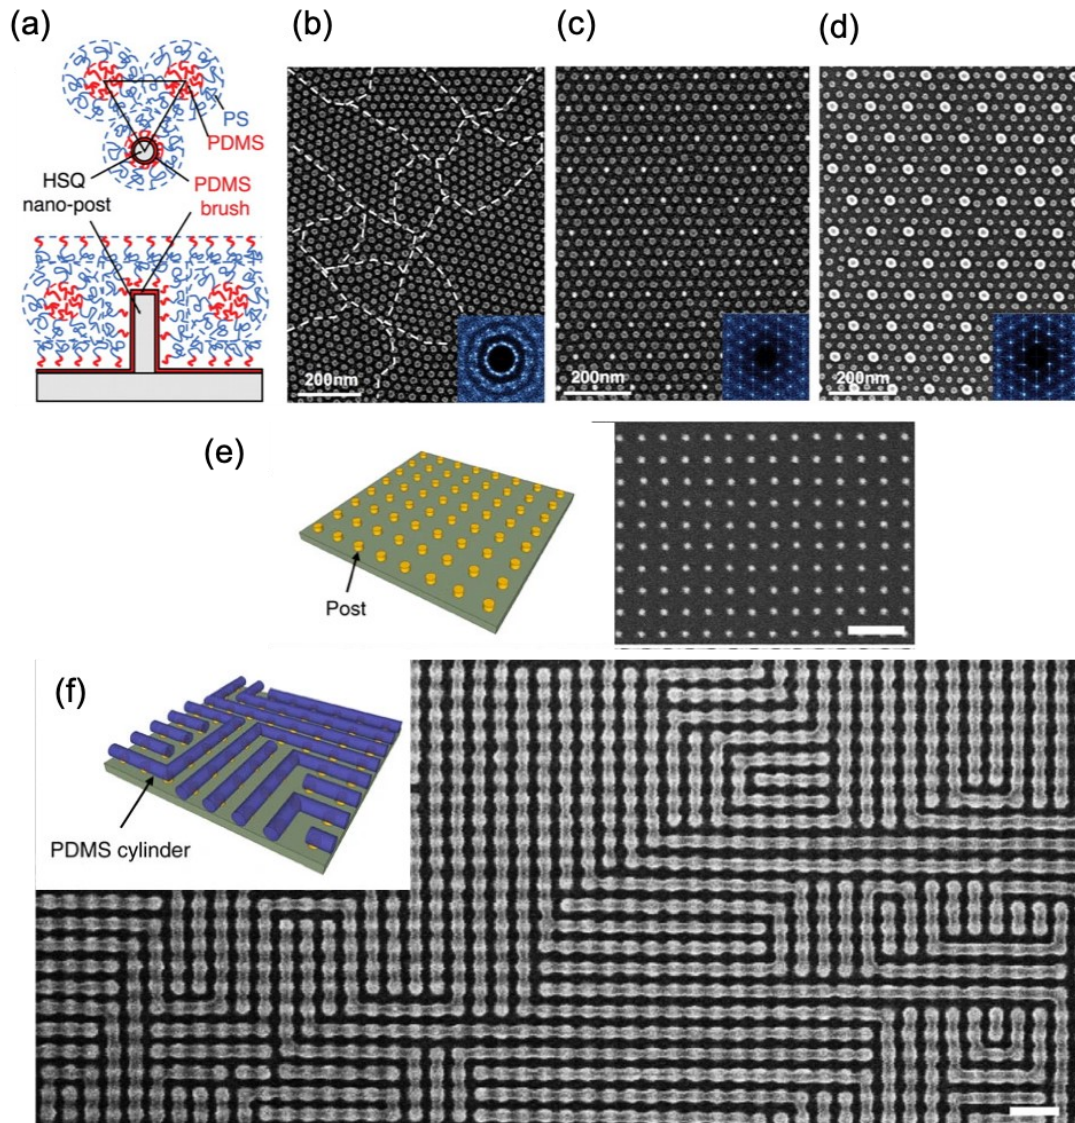 (a)
PS
PDMS
HSQ
nano-post
PDMS
brush
(b)
200nm
(c)
200nm
(d)
200nm
(e)
Post
(f)
PDMS cylinder